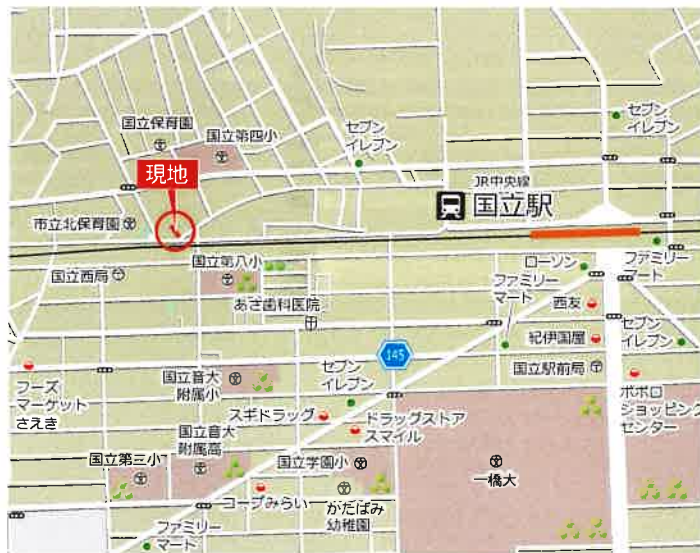 国立保育園
国立第四小
セブン
イレブン
セブン
イレブン
現地
JR中央線
国立駅
市立北保育園
国立西局
国立第八小
あさ歯科医院
ローソン
ファミリー
マート
ファミリー
マート
西友
紀伊国屋
セブン
イレブン
国立駅前局
145
フーズ
マーケット
さえき
国立音大
附属小
セブン
イレブン
スギドラッグ
ドラッグストア
スマイル
ポポロ
ショッピング
センター
国立音大
附属高
国立第三小
国立学園小
一橋大
コープみらい
かたばみ
幼稚園
ファミリー
マート